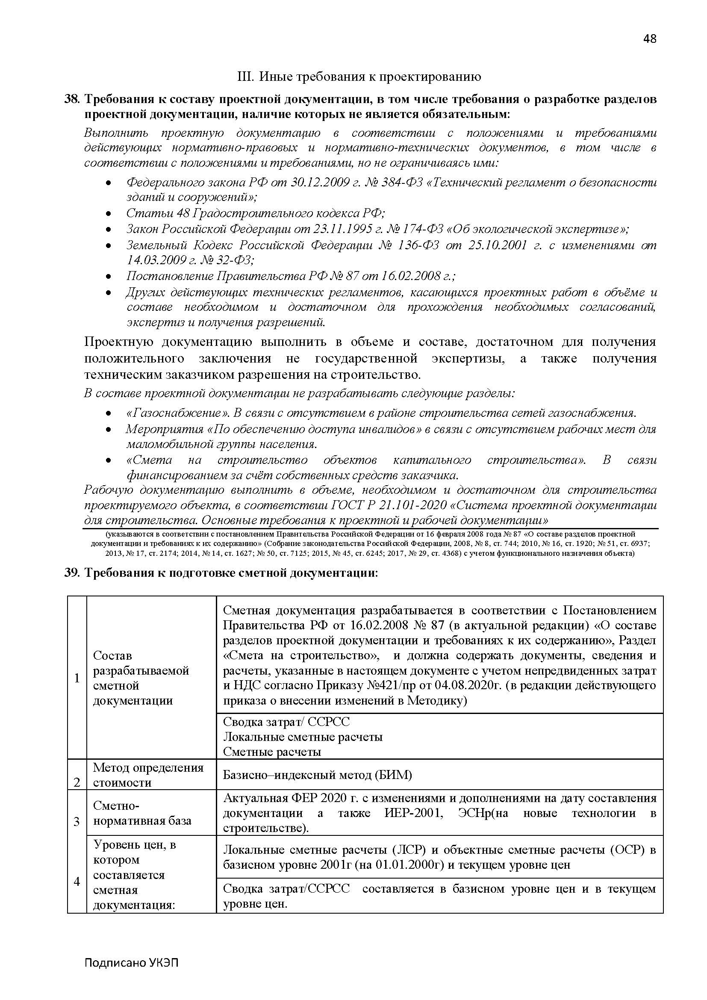 48
III. Иные требования к проектированию
38. Требования к составу проектной документации, в том числе требования о разработке разделов
проектной документации, наличие которых не является обязательным:
Выполнить проектную документацию в соответствии с положениями и требованиями
действующих нормативно-правовых и нормативно-технических документов, в том числе в
соответствии с положениями и требованиями, но не ограничиваясь ими:
• Федерального закона РФ от 30.12.2009 г. № 384-ФЗ «Технический регламент о безопасности
зданий и сооружений»;
• Статьи 48 Градостроительного кодекса РФ;
• Закон Российской Федерации от 23.11.1995 г. № 174-ФЗ «Об экологической экспертизе»;
• Земельный Кодекс Российской Федерации № 136-ФЗ от 25.10.2001 г. с изменениями от
14.03.2009 г. № 32-ФЗ;
• Постановление Правительства РФ № 87 от 16.02.2008 г.;
• Других действующих технических регламентов, касающихся проектных работ в объёме и
составе необходимом и достаточном для прохождения необходимых согласований,
экспертиз и получения разрешений.
Проектную документацию выполнить в объеме и составе, достаточном для получения
положительного заключения не государственной экспертизы, а также получения
техническим заказчиком разрешения на строительство.
В составе проектной документации не разрабатывать следующие разделы:
• «Газоснабжение». В связи с отсутствием в районе строительства сетей газоснабжения.
• Мероприятия «По обеспечению доступа инвалидов» в связи с отсутствием рабочих мест для
маломобильной группы населения.
• «Смета на строительство объектов капитального строительства». В связи
финансированием за счёт собственных средств заказчика.
Рабочую документацию выполнить в объеме, необходимом и достаточном для строительства
проектируемого объекта, в соответствии ГОСТ Р 21.101-2020 «Система проектной документации
для строительства. Основные требования к проектной и рабочей документации»
(указываются в соответствии с постановлением Правительства Российской Федерации от 16 февраля 2008 года № 87 «О составе разделов проектной
документации и требованиях к их содержанию» (Собрание законодательства Российской Федерации, 2008, № 8, ст. 744; 2010, № 16, ст. 1920; № 51, ст. 6937;
2013, № 17, ст. 2174; 2014, № 14, ст. 1627; № 50, ст. 7125; 2015, № 45, ст. 6245; 2017, № 29, ст. 4368) с учетом функционального назначения объекта)
39. Требования к подготовке сметной документации:
1
Состав
разрабатываемой
сметной
документации
Сметная документация разрабатывается в соответствии с Постановлением
Правительства РФ от 16.02.2008 № 87 (в актуальной редакции) «О составе
разделов проектной документации и требованиях к их содержанию», Раздел
«Смета на строительство», и должна содержать документы, сведения и
расчеты, указанные в настоящем документе с учетом непредвиденных затрат
и НДС согласно Приказу №421/пр от 04.08.2020г. (в редакции действующего
приказа о внесении изменений в Методику)
Сводка затрат/ ССРСС
Локальные сметные расчеты
Сметные расчеты
2
Метод определения
стоимости
Базисно–индексный метод (БИМ)
3
Сметно-
нормативная база
Актуальная ФЕР 2020 г. с изменениями и дополнениями на дату составления
документации а также ИЕР-2001, ЭСНр(на новые технологии в
строительстве).
4
Уровень цен, в
котором
составляется
сметная
документация:
Локальные сметные расчеты (ЛСР) и объектные сметные расчеты (ОСР) в
базисном уровне 2001г (на 01.01.2000г) и текущем уровне цен
Сводка затрат/ССРСС составляется в базисном уровне цен и в текущем
уровне цен.
Подписано УКЭП